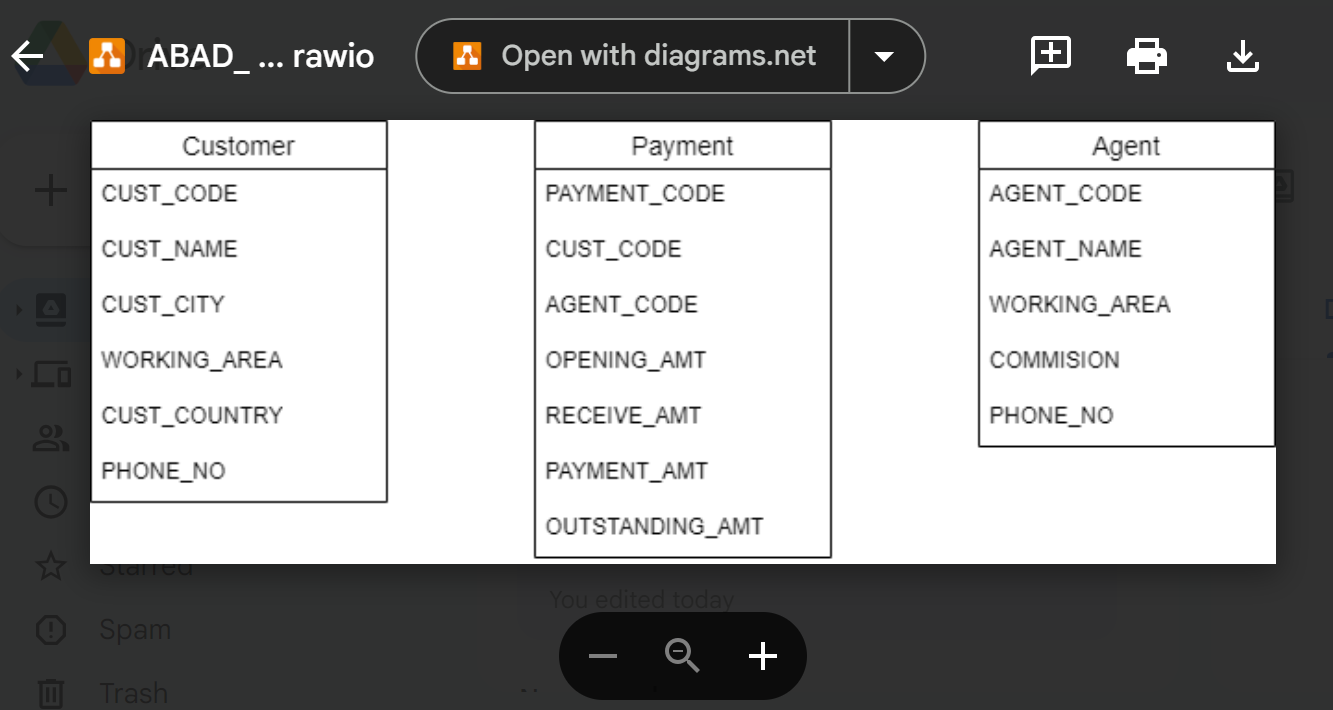 ABAD_ ... rawio
Open with diagrams.net
Customer
CUST_CODE
CUST_NAME
CUST_CITY
WORKING_AREA
CUST_COUNTRY
PHONE_NO
Payment
PAYMENT_CODE
CUST_CODE
AGENT_CODE
OPENING_AMT
RECEIVE_AMT
PAYMENT_AMT
OUTSTANDING_AMT
Agent
AGENT_CODE
AGENT_NAME
WORKING_AREA
COMMISION
PHONE_NO
Starred
You edited today
Spam
Trash